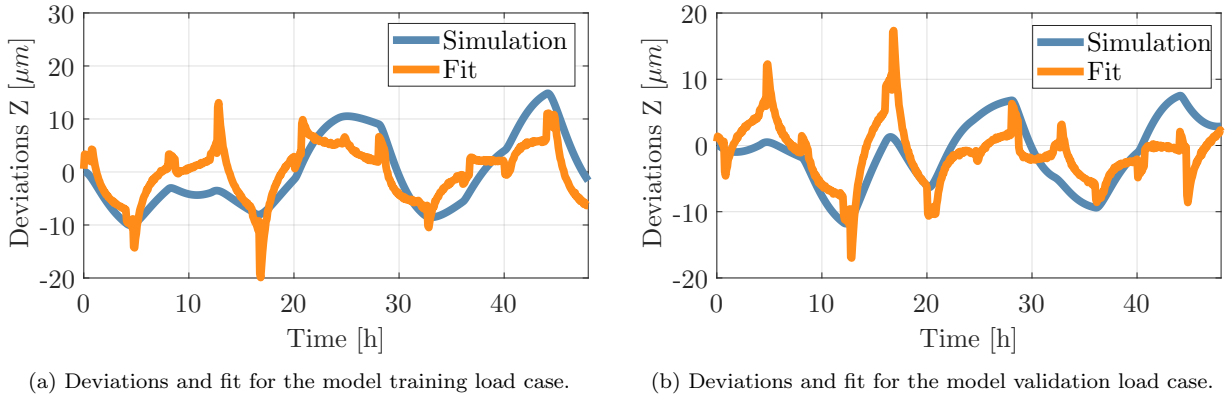 30
20
10
0
-10
-20
Deviations Z [μm]
Simulation
Fit
0
10
20
30
40
Time [h]
(a) Deviations and fit for the model training load case.
20
10
0
-10
-20
Deviations Z [μm]
Simulation
Fit
0
10
20
30
40
Time [h]
(b) Deviations and fit for the model validation load case.